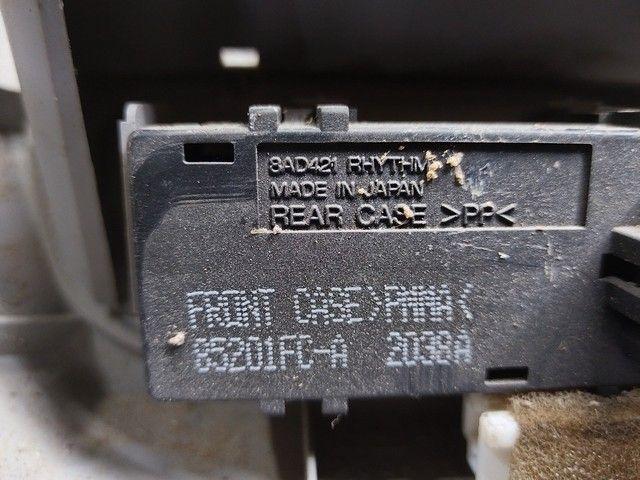 8AD421 RHYTHM
MADE IN JAPAN
REAR CASE >PP<
FRONT CASE>PMMA<
85201FC-A 2038A